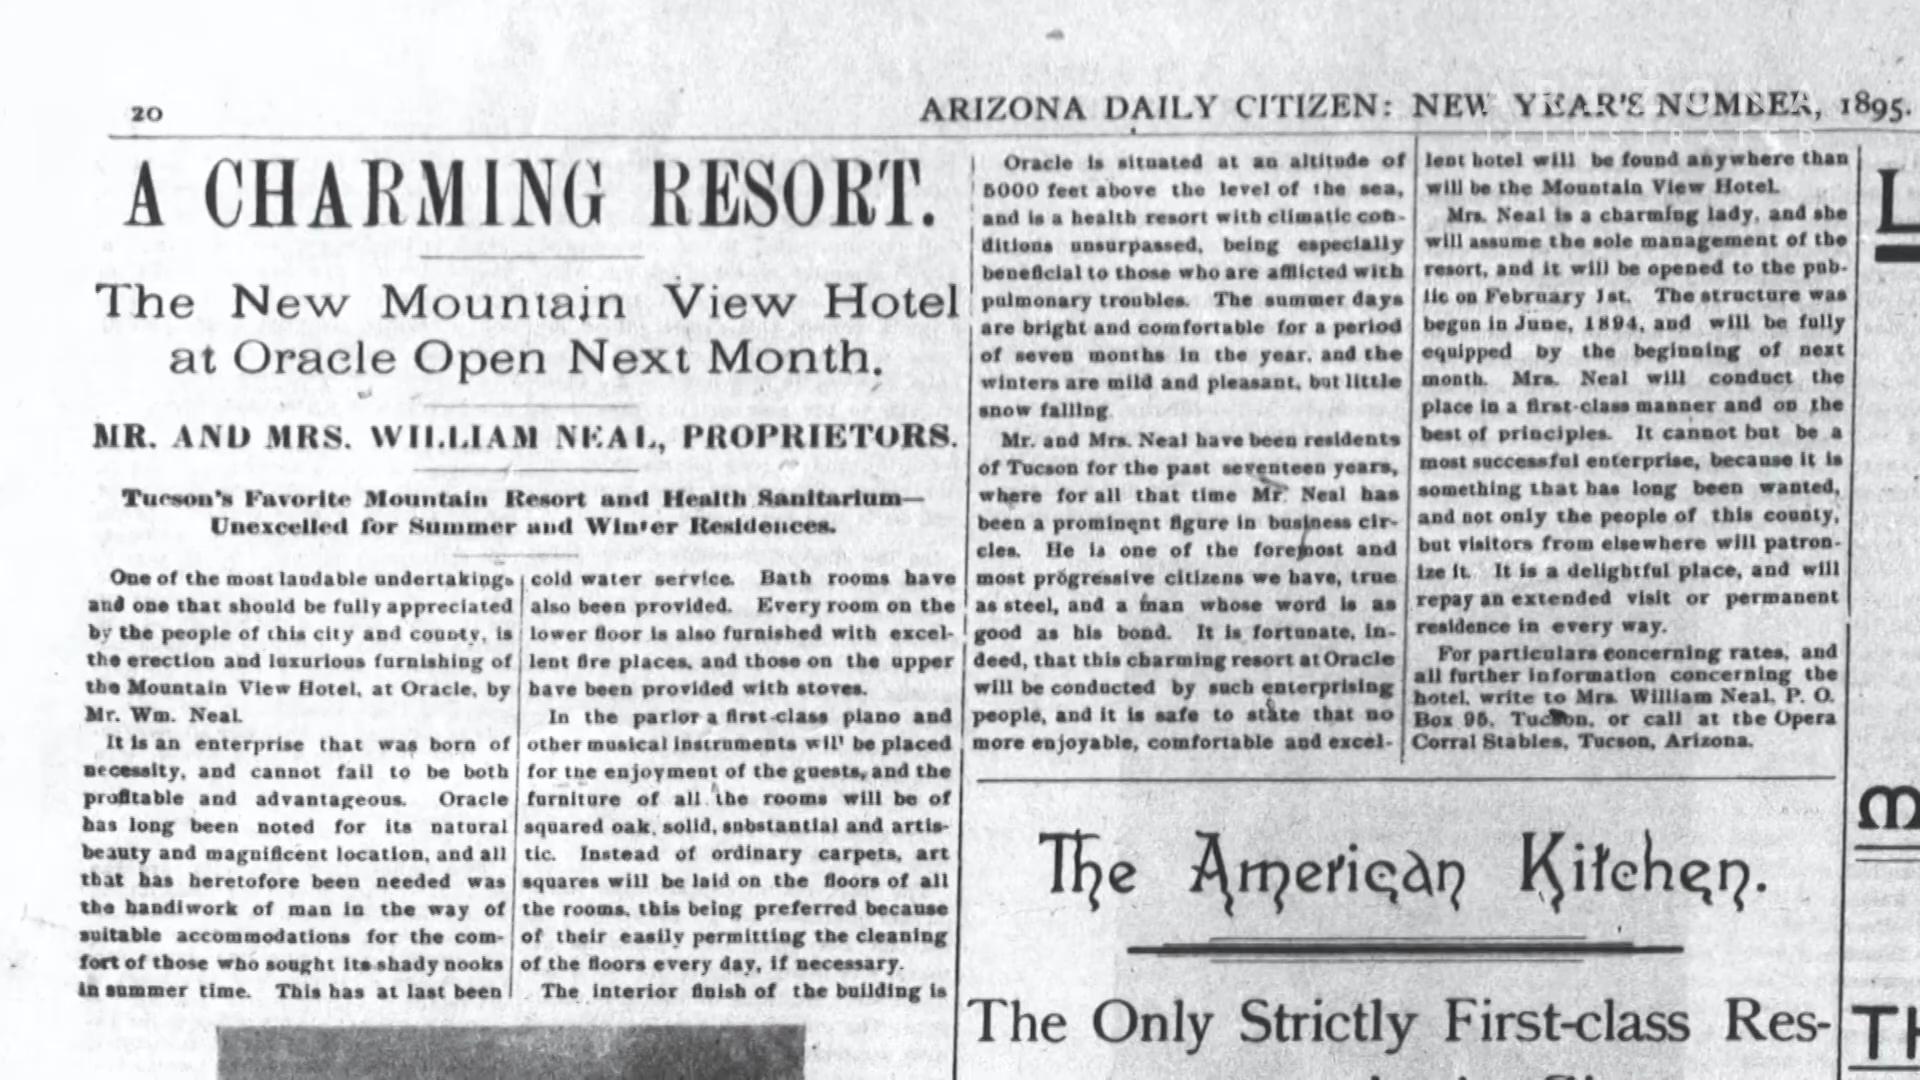 20
ARIZONA DAILY CITIZEN: NEW YEAR'S NUMBER, 1895.
ARIZONA
ILLUSTRATED
A CHARMING RESORT.
The New Mountain View Hotel
at Oracle Open Next Month.
MR. AND MRS. WILLIAM NEAL, PROPRIETORS.
Tucson's Favorite Mountain Resort and Health Sanitarium—
Unexcelled for Summer and Winter Residences.
One of the most laudable undertakings
and one that should be fully appreciated
by the people of this city and county, is
the erection and luxurious furnishing of
the Mountain View Hotel, at Oracle, by
Mr. Wm. Neal.
It is an enterprise that was born of
necessity, and cannot fail to be both
profitable and advantageous. Oracle
has long been noted for its natural
beauty and magnificent location, and all
that has heretofore been needed was
the handiwork of man in the way of
suitable accommodations for the com-
fort of those who sought its shady nooks
in summer time. This has at last been
cold water service. Bath rooms have
also been provided. Every room on the
lower floor is also furnished with excel-
lent fire places, and those on the upper
have been provided with stoves.
In the parlor a first-class piano and
other musical instruments will be placed
for the enjoyment of the guests, and the
furniture of all the rooms will be of
squared oak, solid, substantial and artis-
tic. Instead of ordinary carpets, art
squares will be laid on the floors of all
the rooms, this being preferred because
of their easily permitting the cleaning
of the floors every day, if necessary.
The interior finish of the building is
Oracle is situated at an altitude of
5000 feet above the level of the sea,
and is a health resort with climatic con-
ditions unsurpassed, being especially
beneficial to those who are afflicted with
pulmonary troubles. The summer days
are bright and comfortable for a period
of seven months in the year, and the
winters are mild and pleasant, but little
snow falling.
Mr. and Mrs. Neal have been residents
of Tucson for the past seventeen years,
where for all that time Mr. Neal has
been a prominent figure in business cir-
cles. He is one of the foremost and
most progressive citizens we have, true
as steel, and a man whose word is as
good as his bond. It is fortunate, in-
deed, that this charming resort at Oracle
will be conducted by such enterprising
people, and it is safe to state that no
more enjoyable, comfortable and excel-
lent hotel will be found anywhere than
will be the Mountain View Hotel.
Mrs. Neal is a charming lady, and she
will assume the sole management of the
resort, and it will be opened to the pub-
lic on February 1st. The structure was
begun in June, 1894, and will be fully
equipped by the beginning of next
month. Mrs. Neal will conduct the
place in a first-class manner and on the
best of principles. It cannot but be a
most successful enterprise, because it is
something that has long been wanted,
and not only the people of this county,
but visitors from elsewhere will patron-
ize it. It is a delightful place, and will
repay an extended visit or permanent
residence in every way.
For particulars concerning rates, and
all further information concerning the
hotel, write to Mrs. William Neal, P. O.
Box 95, Tucson, or call at the Opera
Corral Stables, Tucson, Arizona.
The American Kitchen.
The Only Strictly First-class Res-
L
M
TH